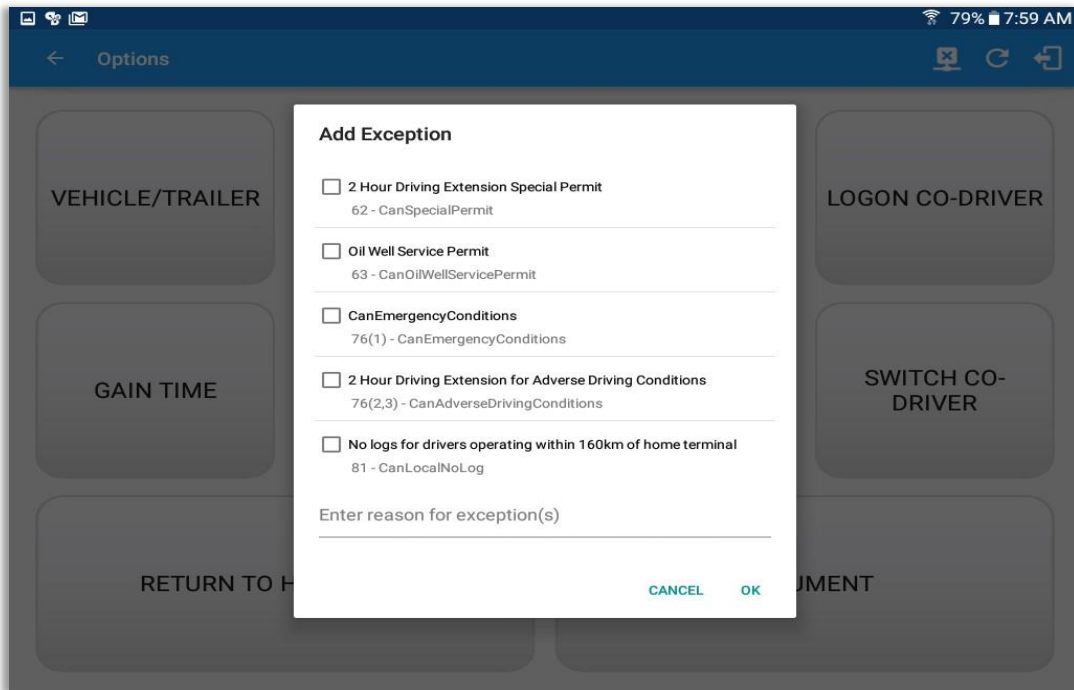 79% 7:59 AM
Options
Add Exception
2 Hour Driving Extension Special Permit
62 - CanSpecialPermit
Oil Well Service Permit
63 - CanOilWellServicePermit
CanEmergencyConditions
76(1) - CanEmergencyConditions
2 Hour Driving Extension for Adverse Driving Conditions
76(2,3) - CanAdverseDrivingConditions
No logs for drivers operating within 160km of home terminal
81 - CanLocalNoLog
Enter reason for exception(s)
CANCEL OK
VEHICLE/TRAILER
LOGON CO-DRIVER
GAIN TIME
SWITCH CO-
DRIVER
RETURN TO